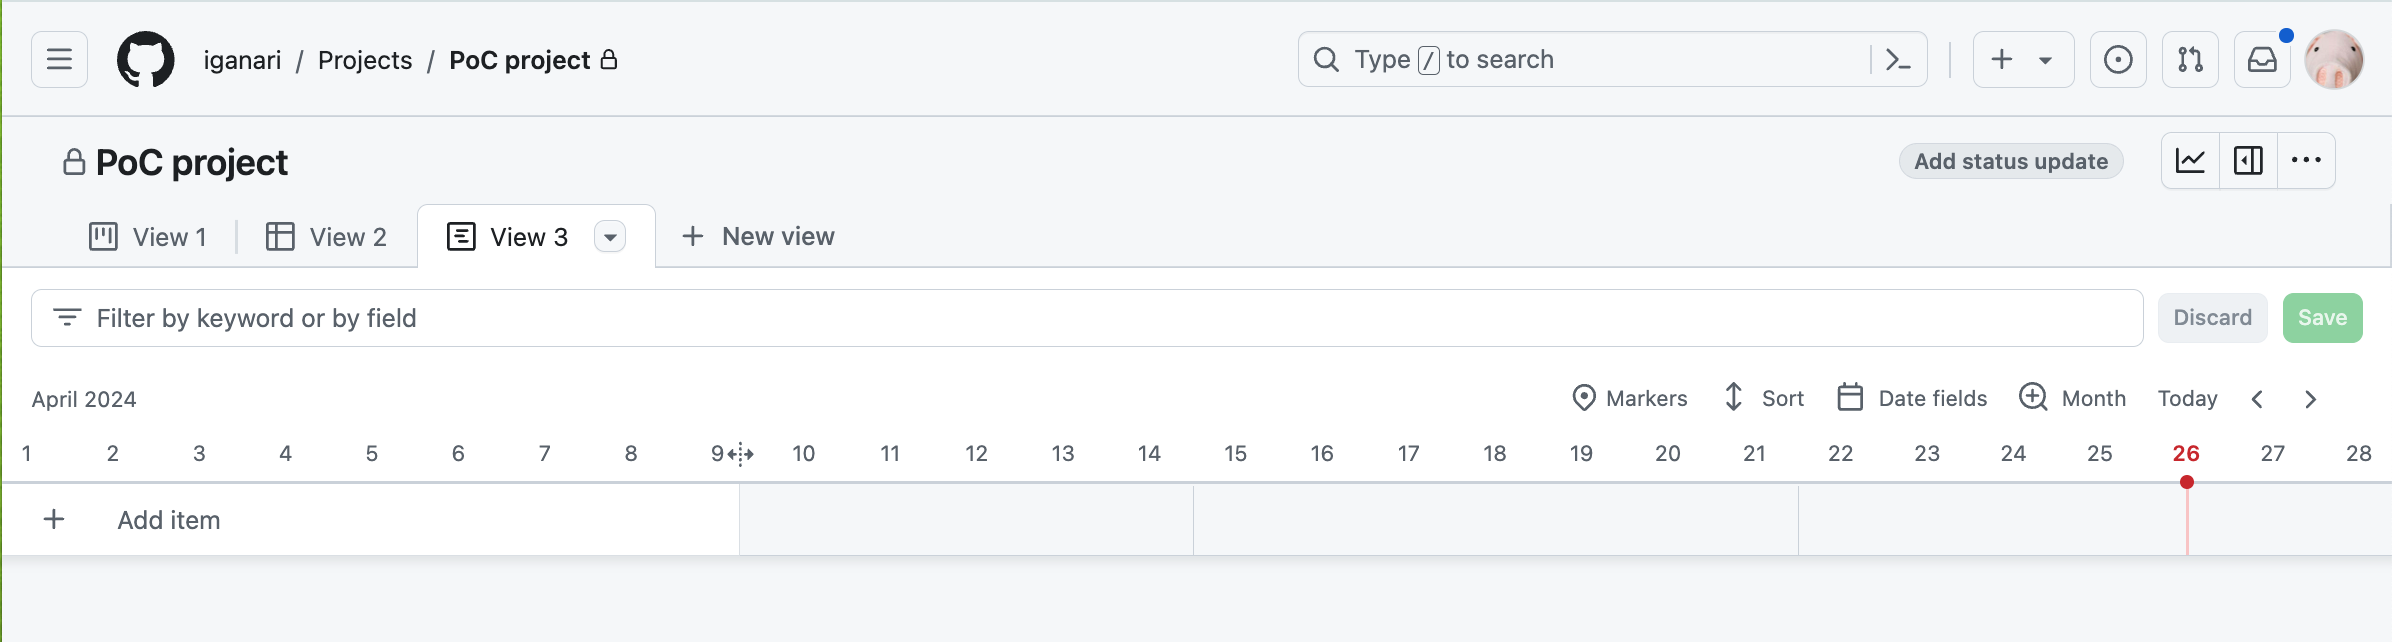 iganari / Projects / PoC project
Type / to search
PoC project
Add status update
View 1
View 2
View 3
New view
Filter by keyword or by field
Discard
Save
April 2024
Markers
Sort
Date fields
Month
Today
1 2 3 4 5 6 7 8 9 10 11 12 13 14 15 16 17 18 19 20 21 22 23 24 25 26 27 28
+ Add item